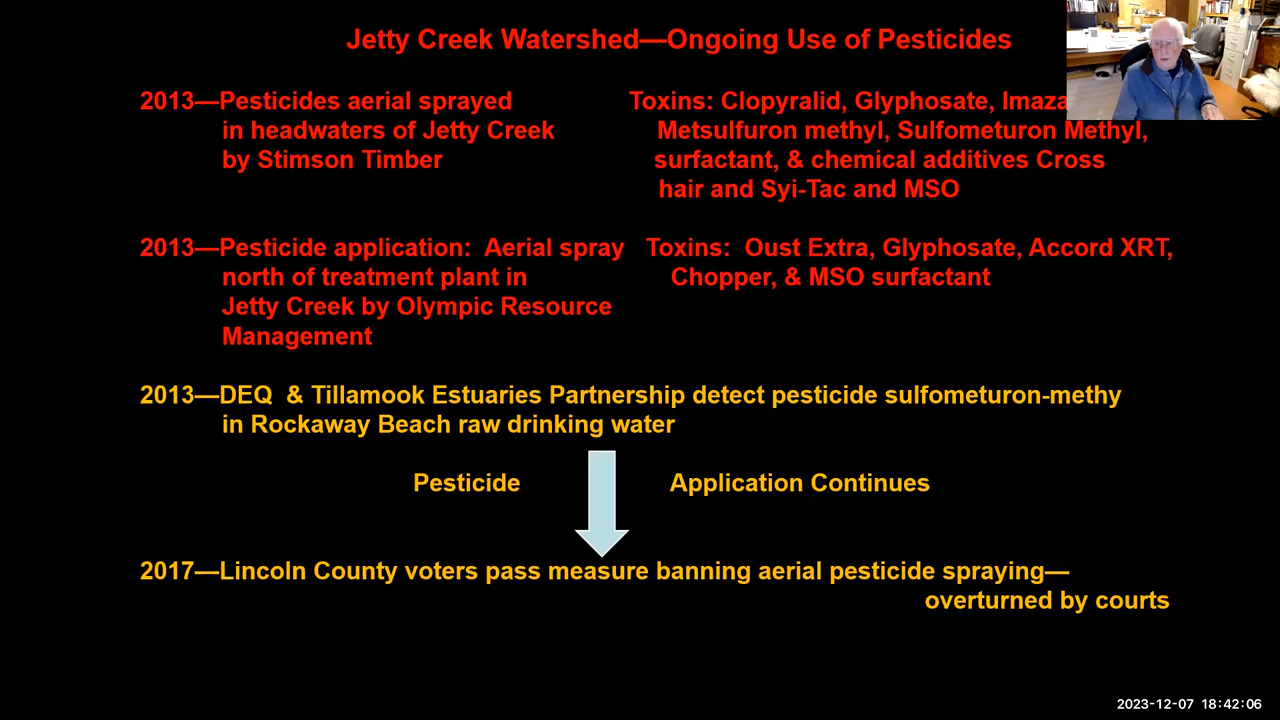 Jetty Creek Watershed—Ongoing Use of Pesticides
2013—Pesticides aerial sprayed
in headwaters of Jetty Creek
by Stimson Timber
Toxins: Clopyralid, Glyphosate,
Metsulfuron methyl, Sulfometuron Methyl,
surfactant, & chemical additives Cross
hair and Syi-Tac and MSO
2013—Pesticide application: Aerial spray
north of treatment plant in
Jetty Creek by Olympic Resource
Management
Toxins: Oust Extra, Glyphosate, Accord XRT,
Chopper, & MSO surfactant
2013—DEQ & Tillamook Estuaries Partnership detect pesticide sulfometuron-methy
in Rockaway Beach raw drinking water
Pesticide Application Continues
2017—Lincoln County voters pass measure banning aerial pesticide spraying—
overturned by courts
2023-12-07 18:42:06